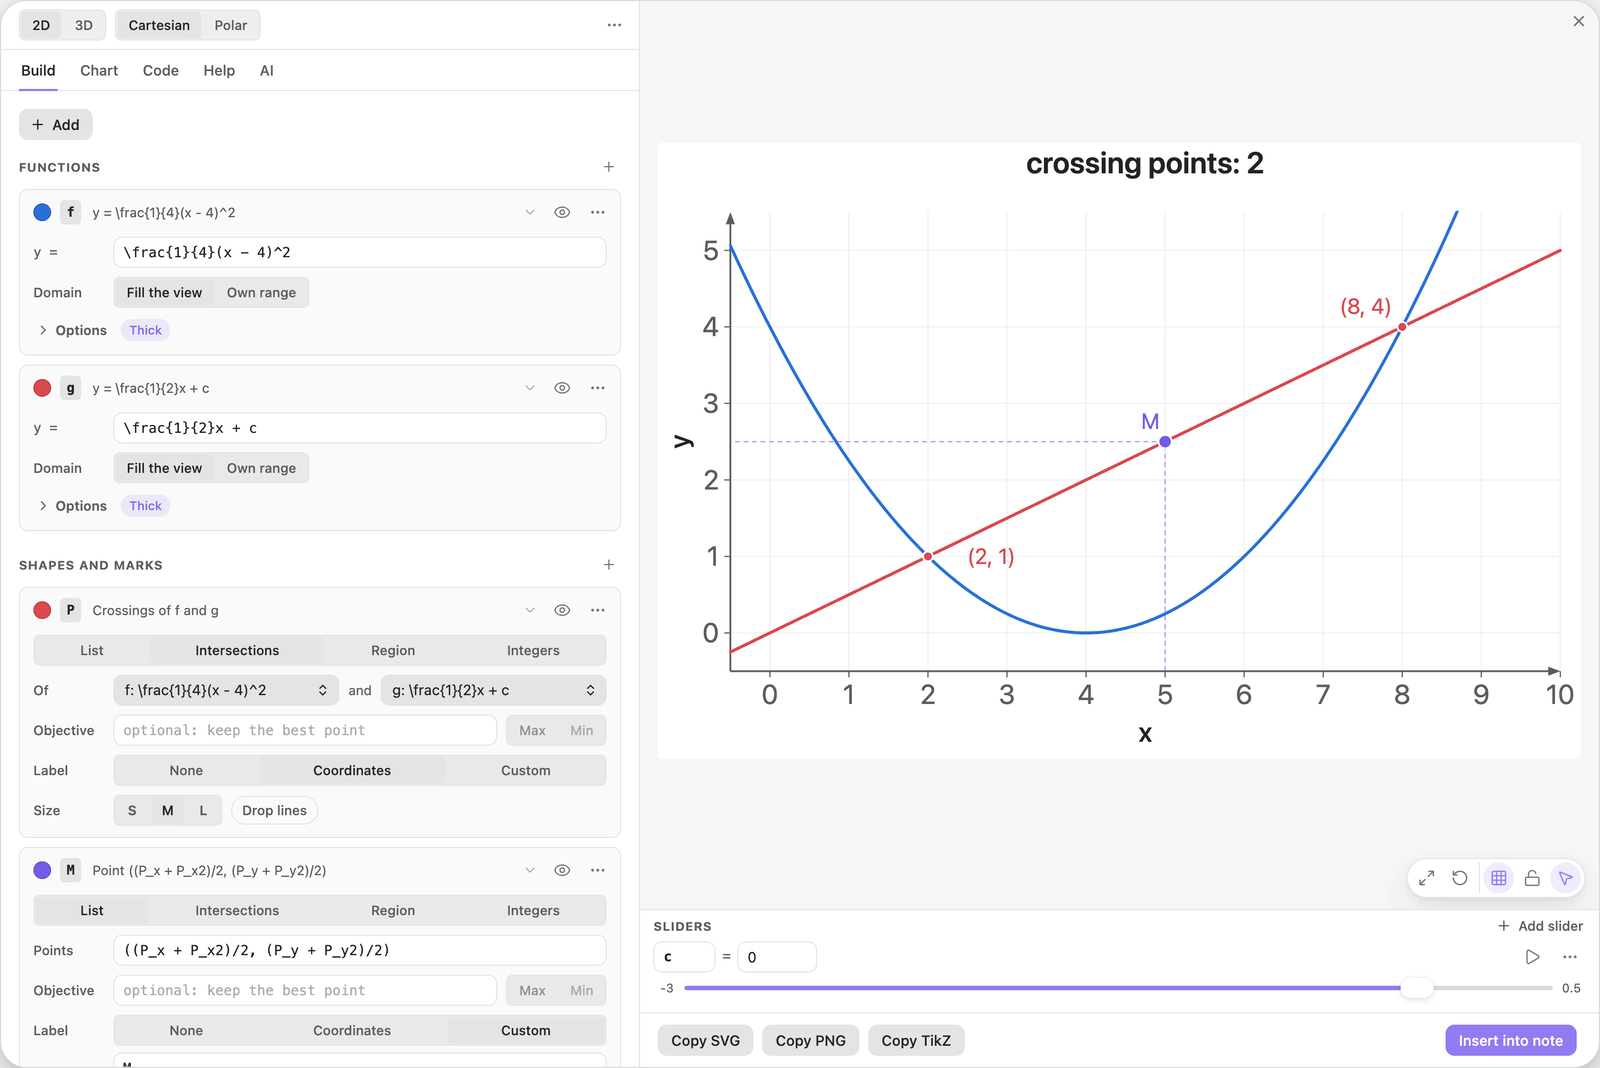 2D 3D Cartesian Polar
Build Chart Code Help AI
+ Add
FUNCTIONS
f y = \frac{1}{4}(x - 4)^2
y = \frac{1}{4}(x − 4)^2
Domain Fill the view Own range
Options Thick
g y = \frac{1}{2}x + c
y = \frac{1}{2}x + c
Domain Fill the view Own range
Options Thick
SHAPES AND MARKS
P Crossings of f and g
List Intersections Region Integers
Of f: \frac{1}{4}(x - 4)^2 and g: \frac{1}{2}x + c
Objective optional: keep the best point Max Min
Label None Coordinates Custom
Size S M L Drop lines
M Point ((P_x + P_x2)/2, (P_y + P_y2)/2)
List Intersections Region Integers
Points ((P_x + P_x2)/2, (P_y + P_y2)/2)
Objective optional: keep the best point Max Min
Label None Coordinates Custom
M
crossing points: 2
5
4
3
2
1
0
y
(8, 4)
M
(2, 1)
0 1 2 3 4 5 6 7 8 9 10
x
SLIDERS + Add slider
c = 0
-3 0.5
Copy SVG Copy PNG Copy TikZ Insert into note